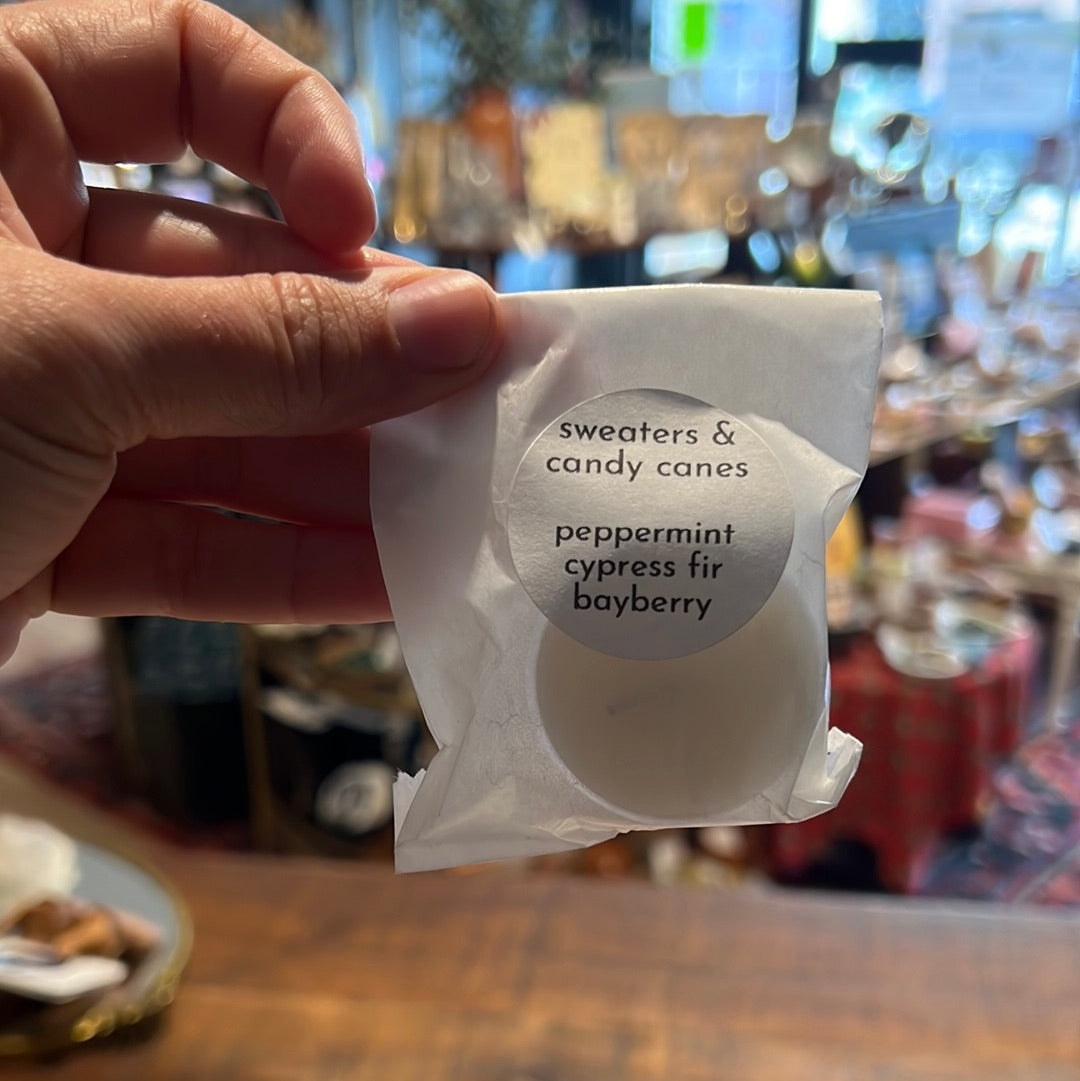 sweaters &
candy canes
peppermint
cypress fir
bayberry